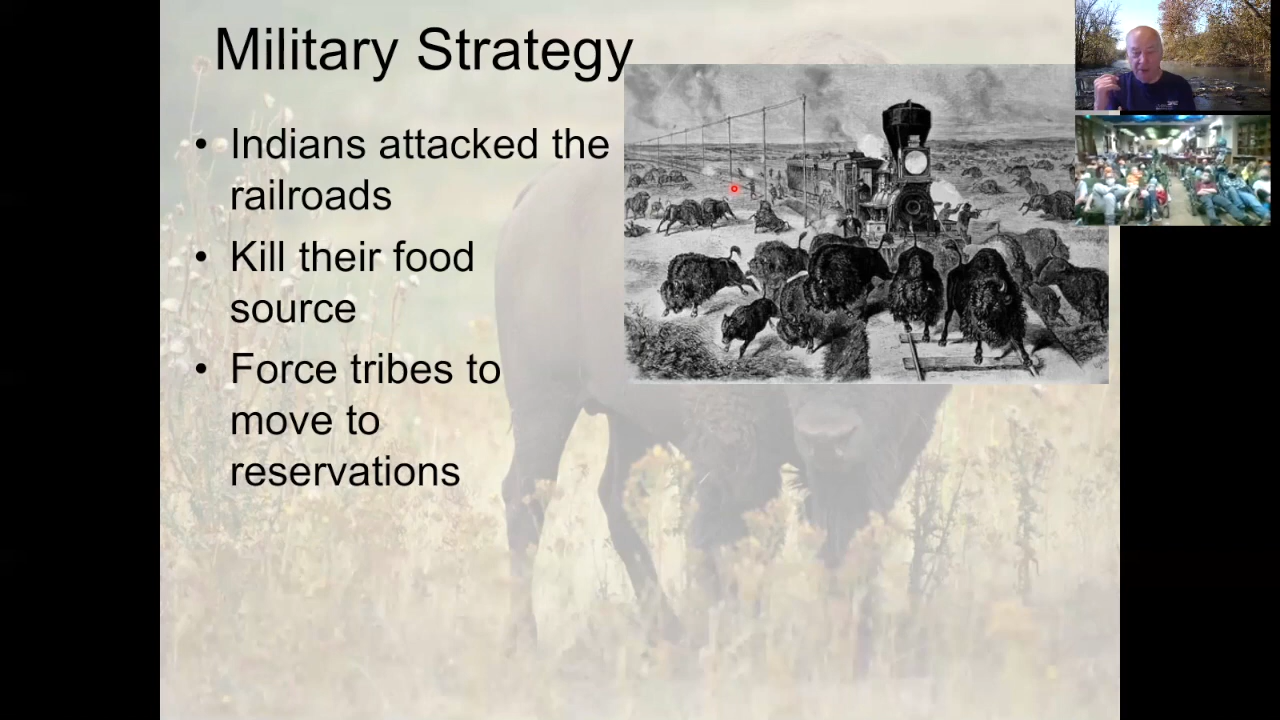 Military Strategy
• Indians attacked the
railroads
• Kill their food
source
• Force tribes to
move to
reservations